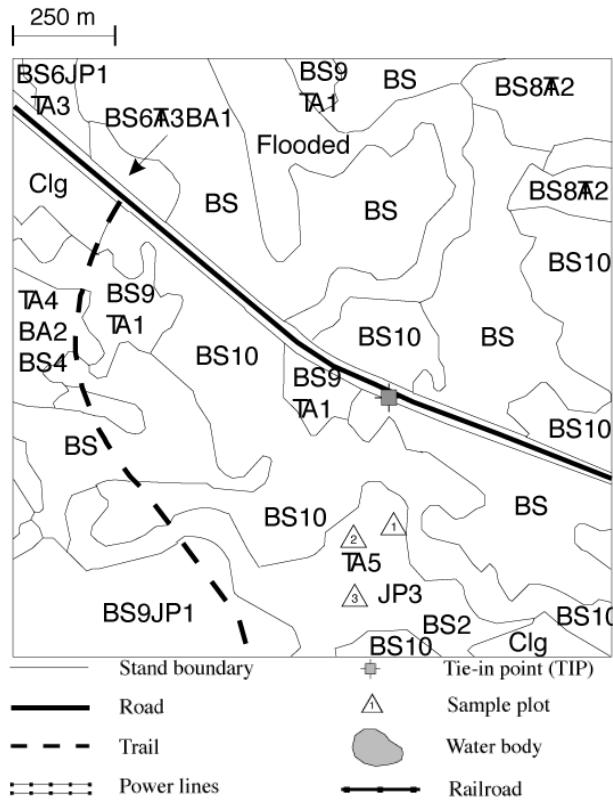 250 m
BS6JP1
TA3
BS6TA3BA1
BS9
TA1
BS
BS8TA2
Flooded
Clg
BS
BS
BS8TA2
BS10
TA4
BA2
BS4
BS9
TA1
BS10
BS10
BS
BS9
TA1
BS10
BS
BS10
BS
1
2
TA5
3
JP3
BS9JP1
BS2
BS10
BS10
Clg
Stand boundary
Tie-in point (TIP)
Road
1
Sample plot
Trail
Water body
Power lines
Railroad